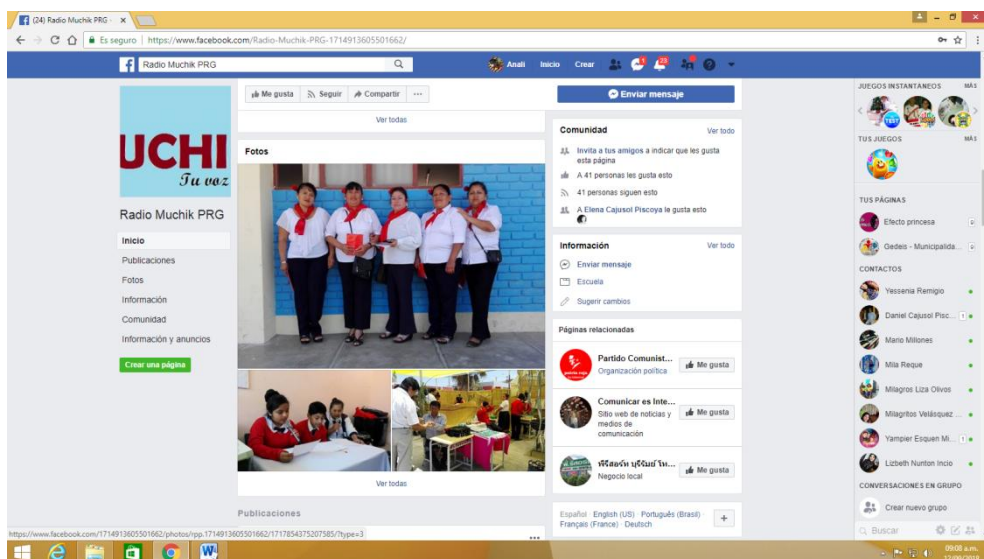 (24) Radio Muchik PRG -
Es seguro | https://www.facebook.com/Radio-Muchik-PRG-1714913605501662/
Radio Muchik PRG
Anali Inicio Crear
Me gusta Seguir Compartir
Enviar mensaje
Ver todas
UCHI
Tu voz
Radio Muchik PRG
Inicio
Publicaciones
Fotos
Información
Comunidad
Información y anuncios
Crear una página
Fotos
Ver todas
Publicaciones
Comunidad Ver todo
Invita a tus amigos a indicar que les gusta
esta página
A 41 personas les gusta esto
41 personas siguen esto
A Elena Cajusol Piscoya le gusta esto
Información Ver todo
Enviar mensaje
Escuela
Sugerir cambios
Páginas relacionadas
Partido Comunist...
Organización política
Me gusta
Comunicar es Inte...
Sitio web de noticias y
medios de
comunicación
Me gusta
Negocio local
Me gusta
Español · English (US) · Português (Brasil) ·
Français (France) · Deutsch
JUEGOS INSTANTÁNEOS MÁS
TEST
TUS JUEGOS MÁS
TUS PÁGINAS
Efecto princesa
Gedeis - Municipalida...
CONTACTOS
Yessenia Remigio
Daniel Cajusol Pisc... 1
Mario Millones
Mila Reque
Milagros Liza Olivos
Milagritos Velásquez ...
Yampier Esquen Mi... 1
Lizbeth Nunton Incio
CONVERSACIONES EN GRUPO
Crear nuevo grupo
Buscar
https://www.facebook.com/1714913605501662/photos/rpp.1714913605501662/1717854375207585/?type=3
09:08 a.m.